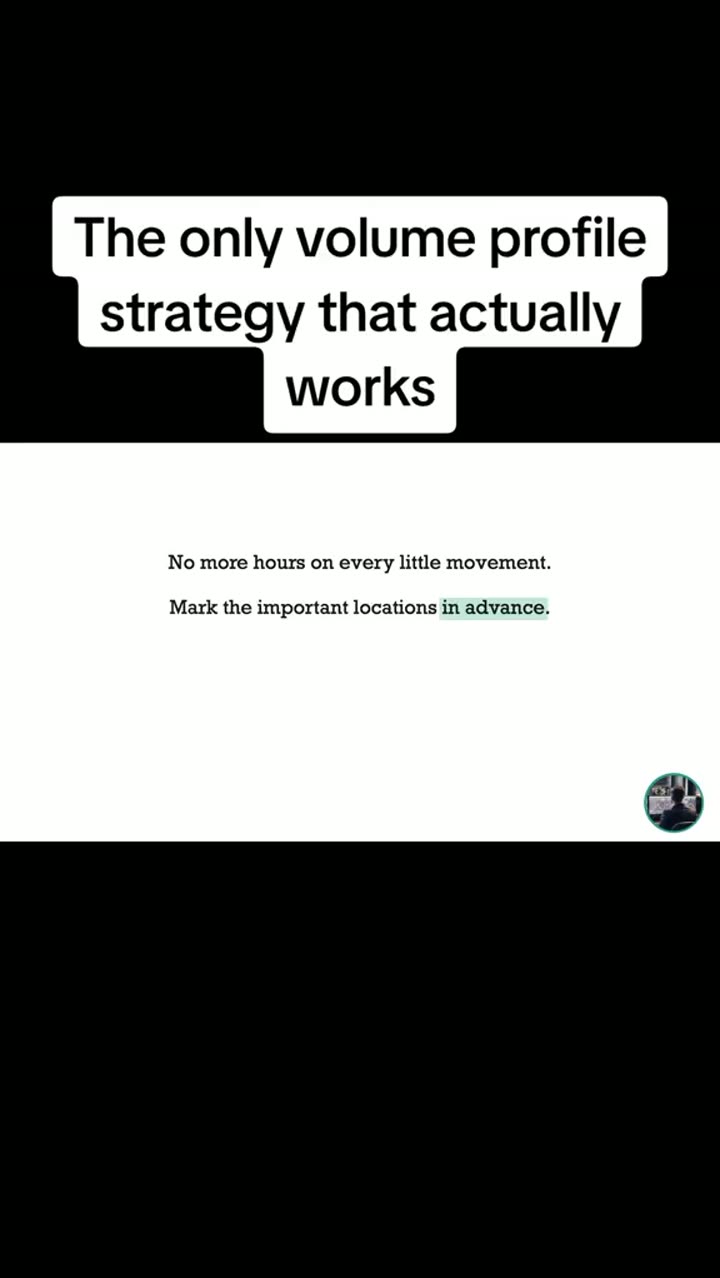 The only volume profile
strategy that actually
works
No more hours on every little movement.
Mark the important locations in advance.